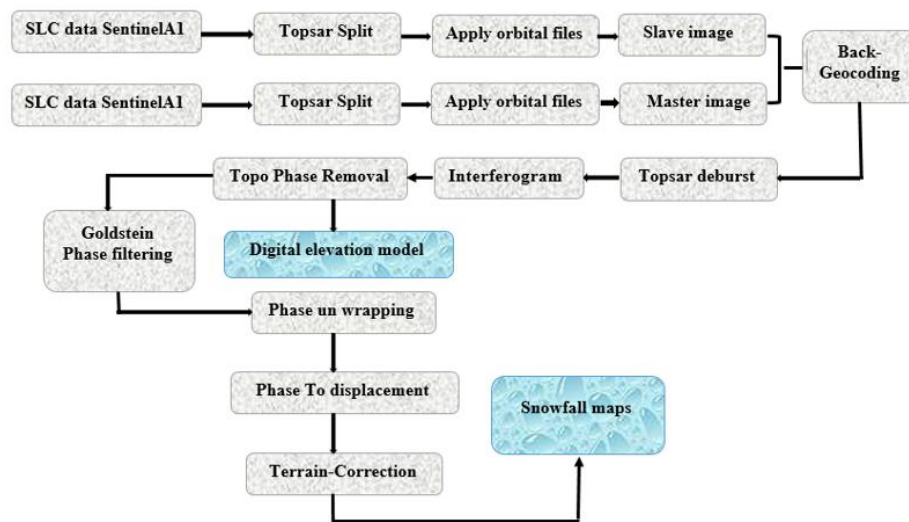 SLC data SentinelA1
Topsar Split
Apply orbital files
Slave image
Back-
Geocoding
SLC data SentinelA1
Topsar Split
Apply orbital files
Master image
Topo Phase Removal
Interferogram
Topsar deburst
Goldstein
Phase filtering
Digital elevation model
Phase un wrapping
Phase To displacement
Snowfall maps
Terrain-Correction